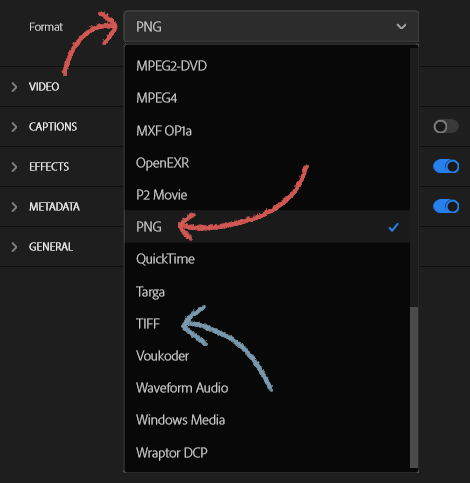 Format
PNG
MPEG2-DVD
VIDEO
MPEG4
CAPTIONS
MXF OP1a
EFFECTS
OpenEXR
P2 Movie
METADATA
PNG
GENERAL
QuickTime
Targa
TIFF
Voukoder
Waveform Audio
Windows Media
Wraptor DCP